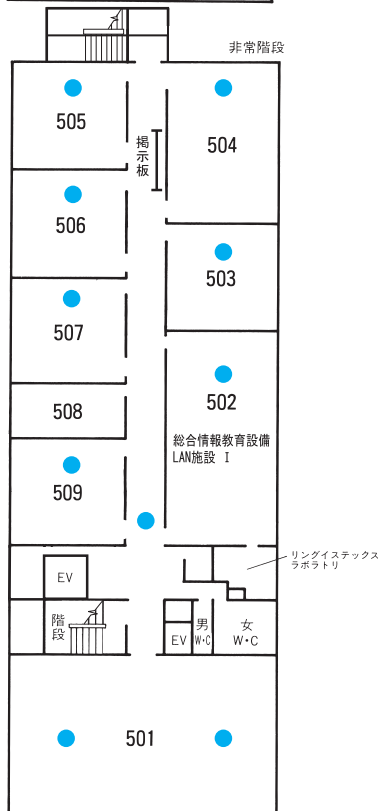 非常階段
505
掲示板
504
506
503
507
502
508
総合情報教育設備
LAN施設 I
509
リングイステックス
ラボラトリ
EV
階段
EV
男
W・C
女
W・C
501